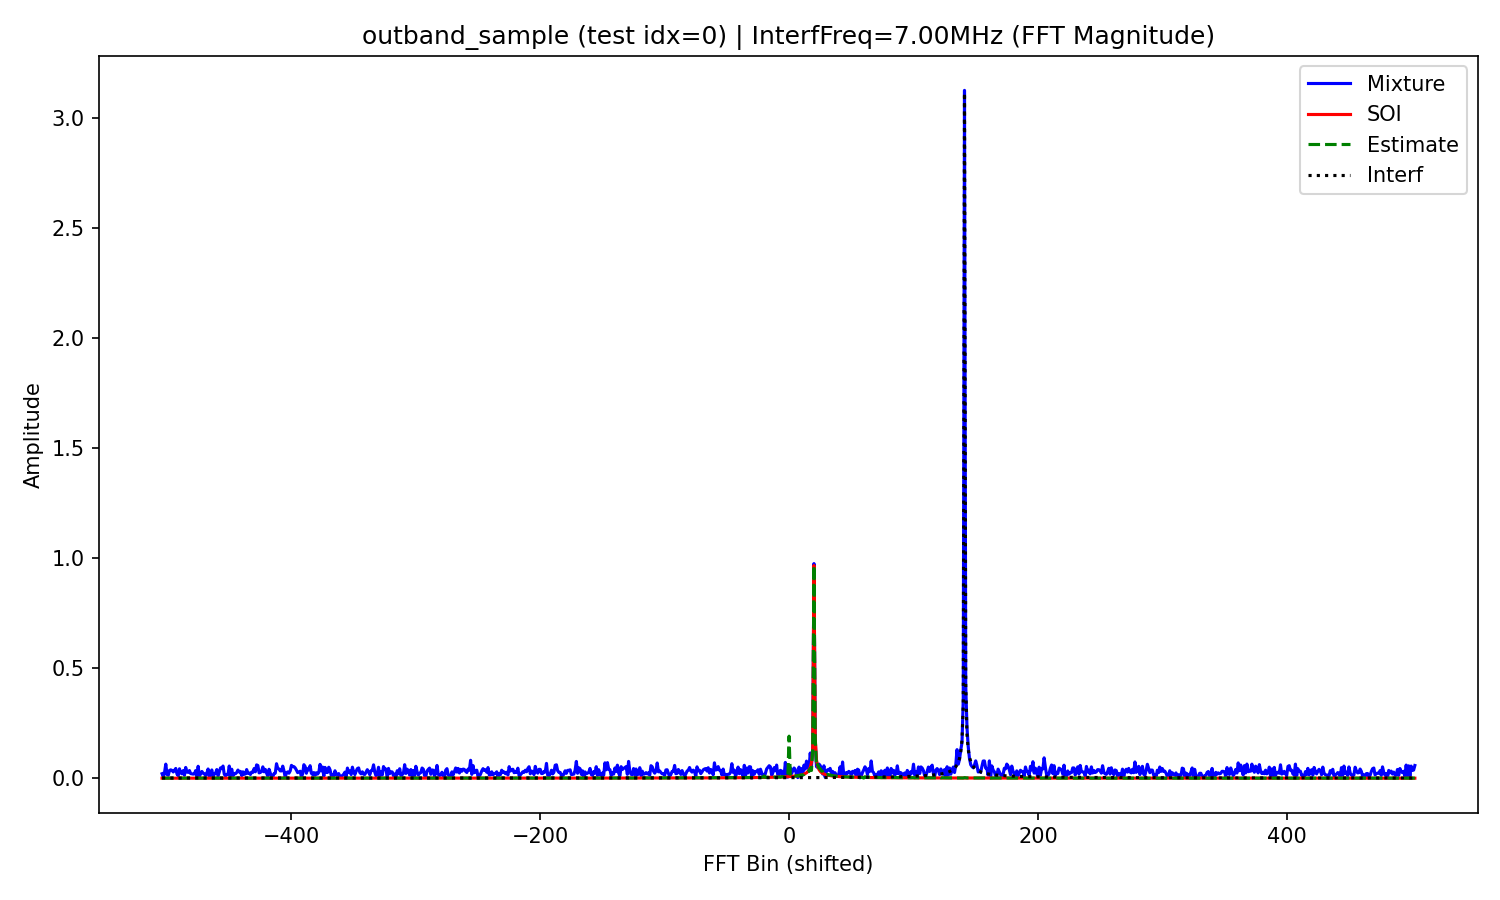 outband_sample (test idx=0) | InterfFreq=7.00MHz (FFT Magnitude)
Mixture
SOI
Estimate
Interf
Amplitude
3.0
2.5
2.0
1.5
1.0
0.5
0.0
−400
−200
0
200
400
FFT Bin (shifted)